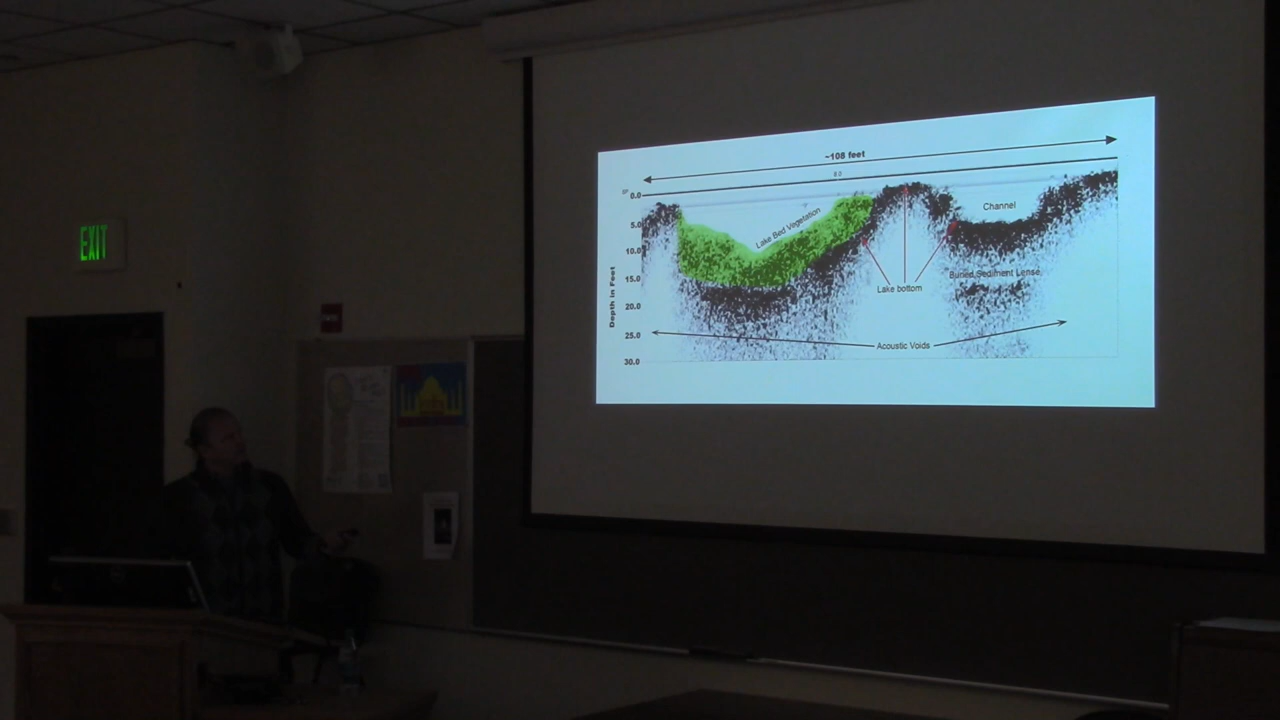 EXIT
~108 feet
SP
0.0
5.0
10.0
15.0
20.0
25.0
30.0
Depth in Feet
Lake Bed Vegetation
Channel
Buried Sediment Lense
Lake bottom
Acoustic Voids